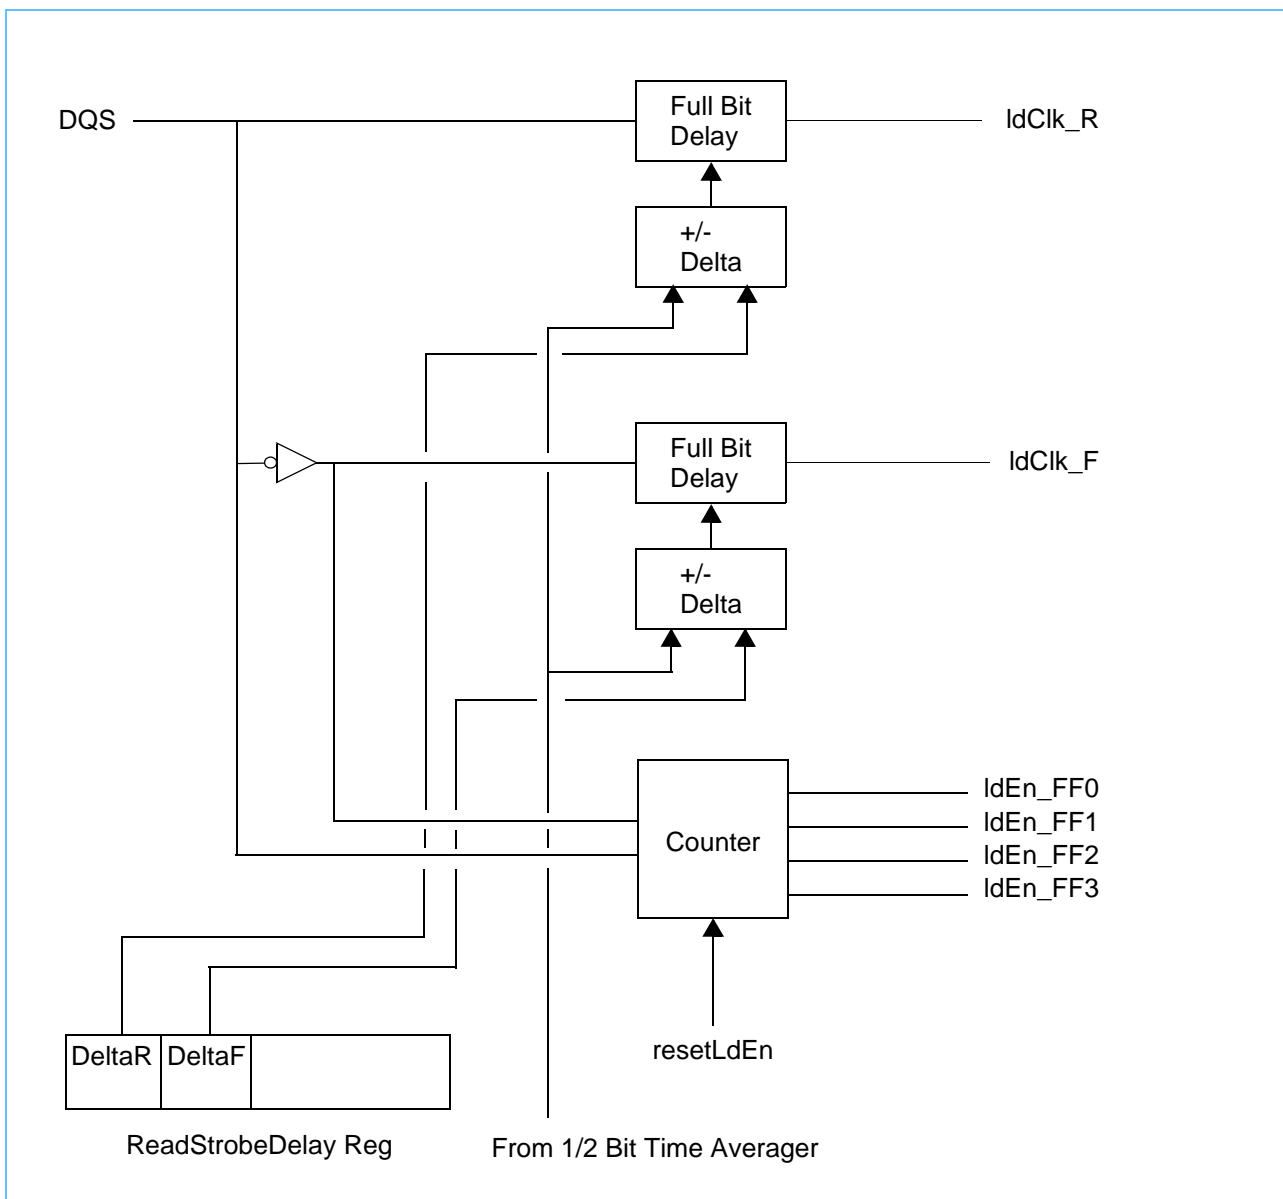 DQS
Full Bit
Delay
ldClk_R
+/-
Delta
Full Bit
Delay
ldClk_F
+/-
Delta
Counter
ldEn_FF0
ldEn_FF1
ldEn_FF2
ldEn_FF3
resetLdEn
DeltaR
DeltaF
ReadStrobeDelay Reg
From 1/2 Bit Time Averager